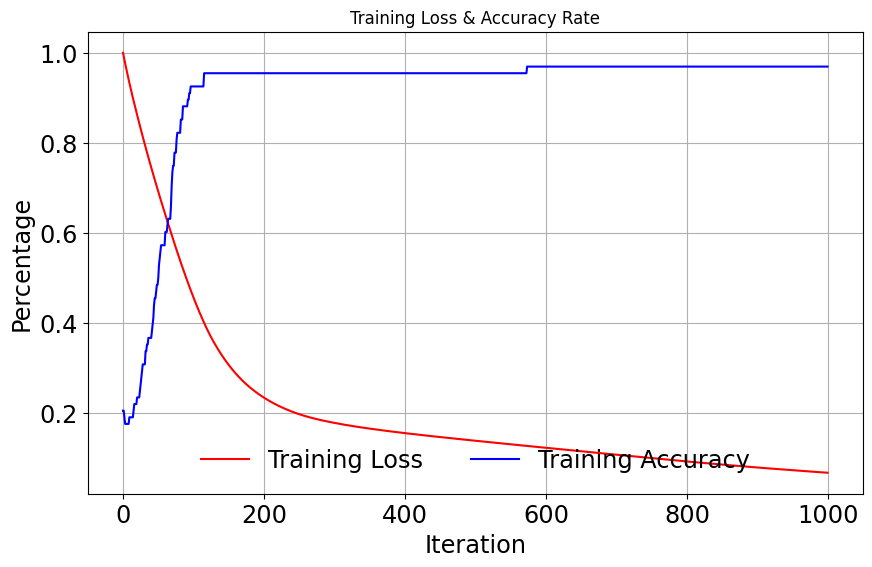 Training Loss & Accuracy Rate
1.0
0.8
0.6
0.4
0.2
Percentage
Training Loss
Training Accuracy
0 200 400 600 800 1000
Iteration